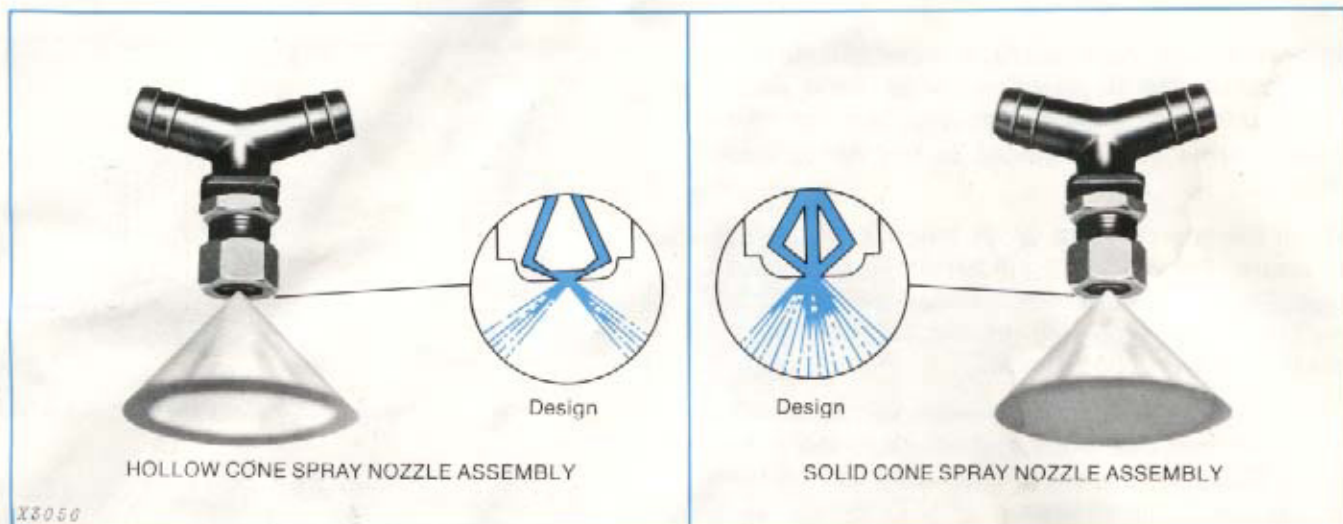 Design
HOLLOW CONE SPRAY NOZZLE ASSEMBLY
X3056
Design
SOLID CONE SPRAY NOZZLE ASSEMBLY